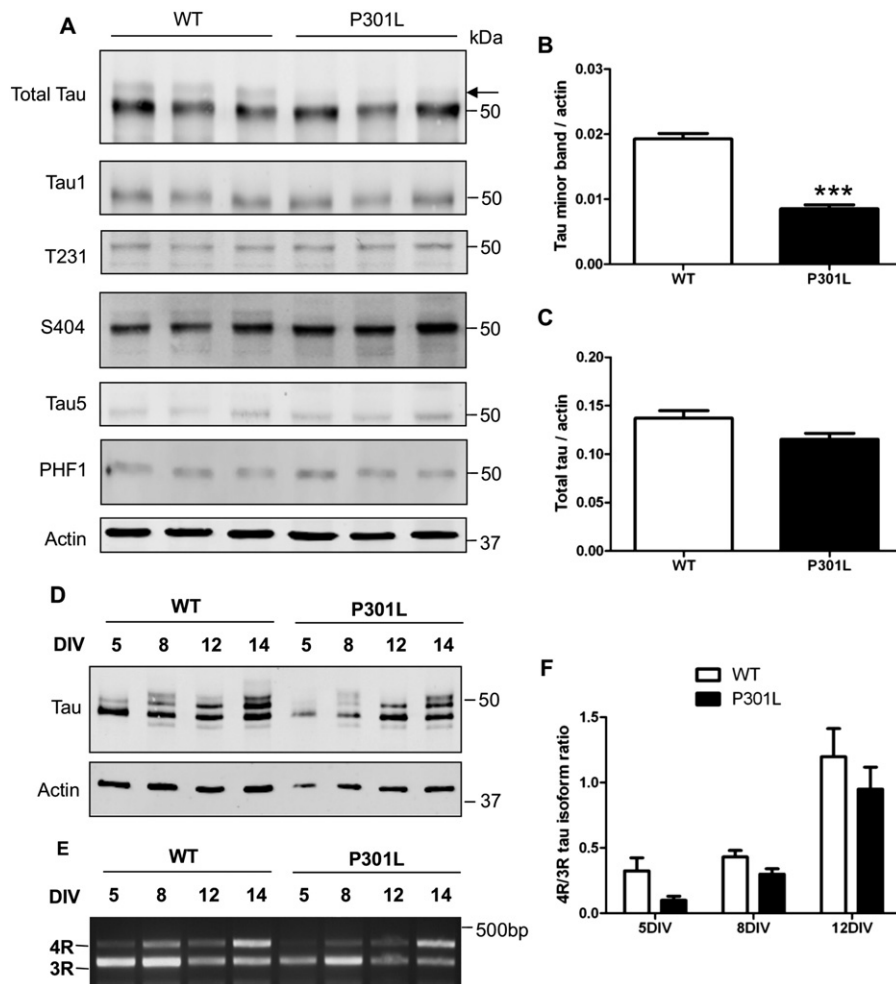 A
WT
P301L
kDa
Total Tau
50
Tau1
50
T231
50
S404
50
Tau5
50
PHF1
50
Actin
37
B
Tau minor band / actin
0.03
0.02
0.01
0.00
***
WT
P301L
C
Total tau / actin
0.20
0.15
0.10
0.05
0.00
WT
P301L
D
WT
P301L
DIV 5 8 12 14 5 8 12 14
Tau
50
Actin
37
E
WT
P301L
5 8 12 14 5 8 12 14
500bp
4R
3R
F
WT
P301L
4R/3R tau isoform ratio
1.5
1.0
0.5
0.0
5DIV 8DIV 12DIV